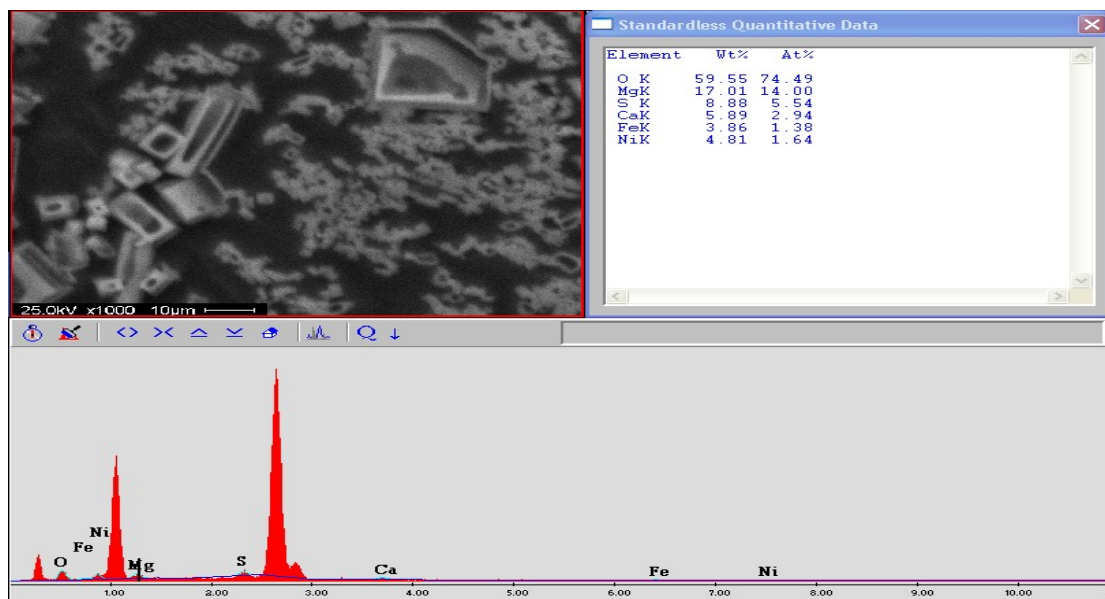 Standardless Quantitative Data
Element Wt% At%
O K 59.55 74.49
MgK 17.01 14.00
S K 8.88 5.54
CaK 5.89 2.94
FeK 3.86 1.38
NiK 4.81 1.64
25.0kV x1000 10µm
Q
Ni
Fe
O Mg S Ca Fe Ni
1.00 2.00 3.00 4.00 5.00 6.00 7.00 8.00 9.00 10.00